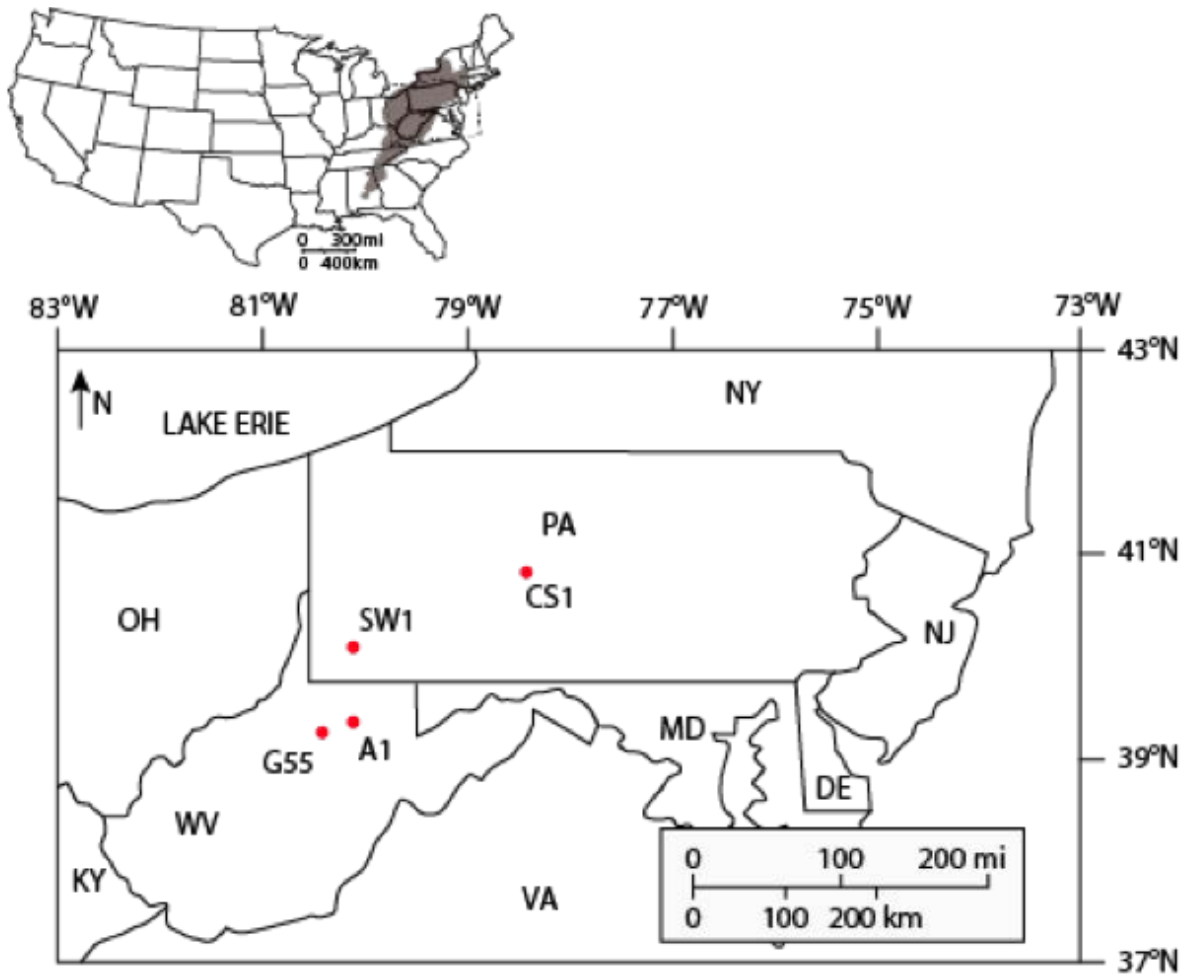 0 300mi
0 400km
83°W 81°W 79°W 77°W 75°W 73°W
43°N
N
NY
LAKE ERIE
PA
41°N
CS1
OH
SW1
NJ
MD
39°N
G55
A1
DE
WV
0 100 200 mi
KY
VA
0 100 200 km
37°N